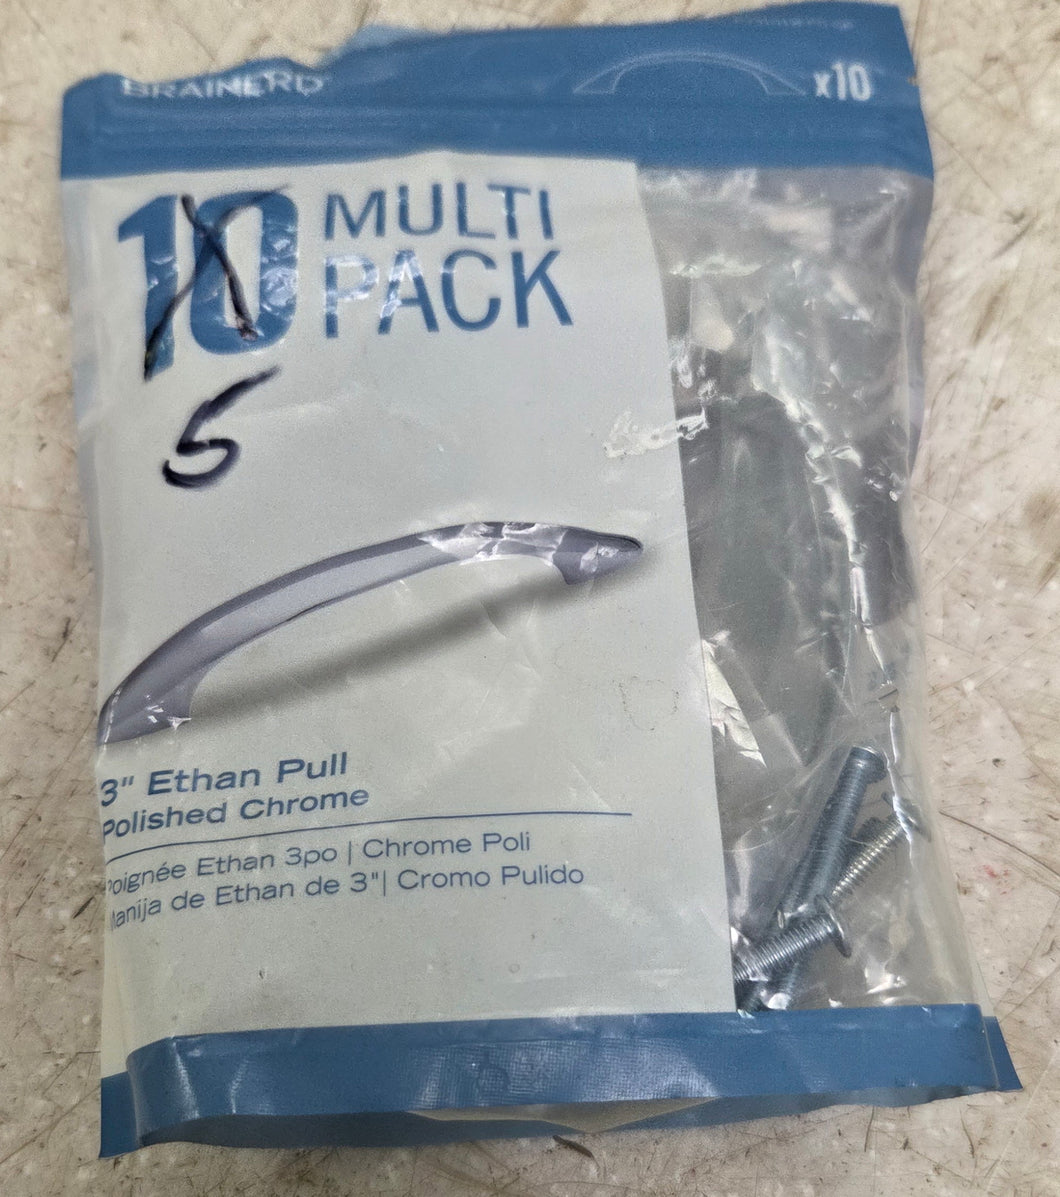 BRAINERD
x10
10 MULTI
PACK
5
3" Ethan Pull
Polished Chrome
Poignée Ethan 3po | Chrome Poli
Manija de Ethan de 3" | Cromo Pulido